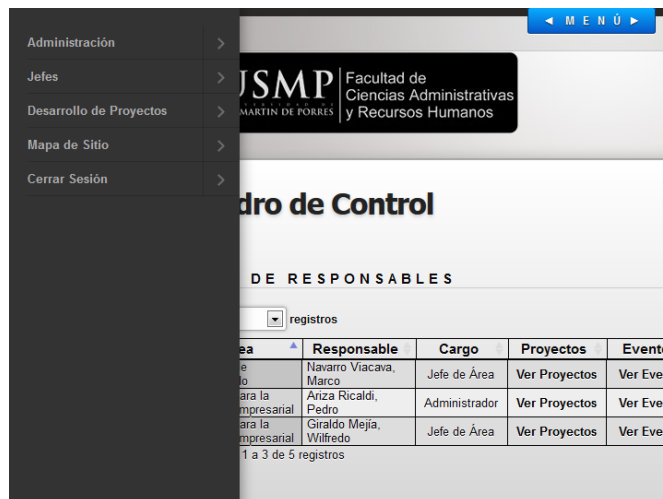 ◄ M E N Ú ►
Administración
Jefes
Desarrollo de Proyectos
Mapa de Sitio
Cerrar Sesión
USMP
MARTIN DE PORRES
Facultad de
Ciencias Administrativas
y Recursos Humanos
dro de Control
DE RESPONSABLES
registros
ea Responsable Cargo Proyectos Evento
Navarro Viacava,
Marco
Jefe de Área Ver Proyectos Ver Eve
ara la
mpresarial
Ariza Ricaldi,
Pedro
Administrador Ver Proyectos Ver Eve
ara la
mpresarial
Giraldo Mejía,
Wilfredo
Jefe de Área Ver Proyectos Ver Eve
1 a 3 de 5 registros